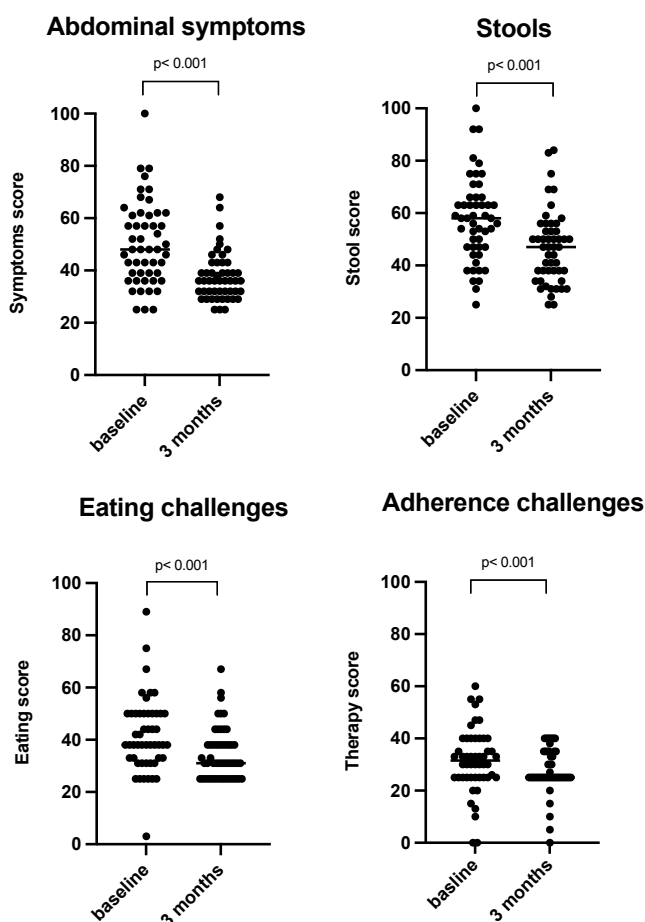 Abdominal symptoms
p< 0.001
100
80
60
40
20
0
Symptoms score
baseline
3 months
Stools
p< 0.001
100
80
60
40
20
0
Stool score
baseline
3 months
Eating challenges
p< 0.001
100
80
60
40
20
0
Eating score
baseline
3 months
Adherence challenges
p< 0.001
100
80
60
40
20
0
Therapy score
basline
3 months